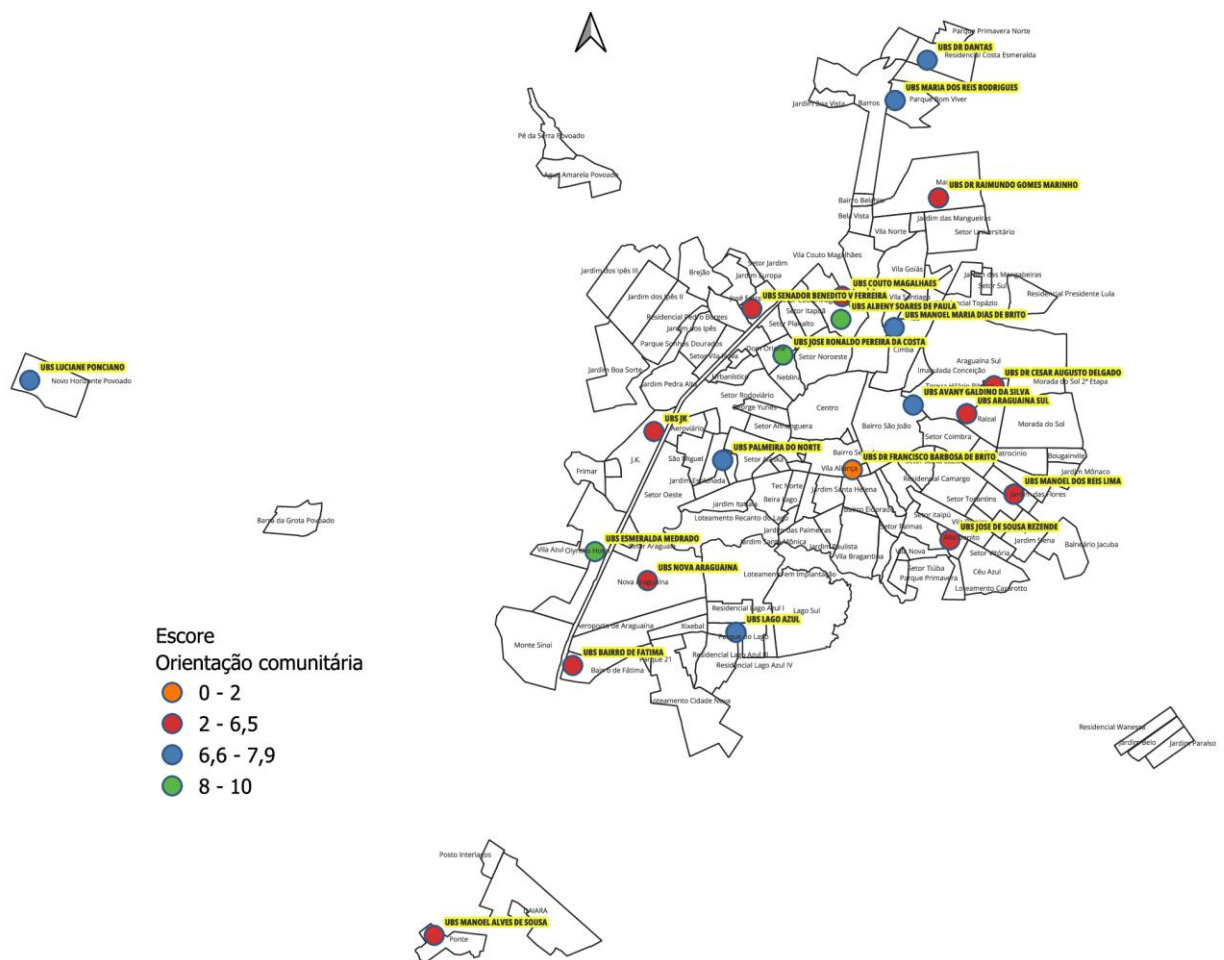 Parque Primavera Norte
UBS DR DANTAS
Residencial Costa Esmeralda
UBS MARIA DOS REIS RODRIGUES
Jardim Boa Vista
Barros
Parque Bom Viver
Pé da Serra Povoado
Água Amarela Povoado
UBS DR RAIMUNDO GOMES MARINHO
Bela Vista
Jardim das Mangueiras
Vila Norte
Setor Universitário
Vila Couto Magalhães
Setor Jardim
Vila Goiás
Jardim dos Ipês III
Brejão
Jardim Europa
Jardim das Mangabeiras
Setor Sul
UBS COUTO MAGALHAES
Jardim dos Ipês II
UBS SENADOR BENEDITO V FERREIRA
Vila Santiago
Residencial Presidente Lula
UBS ALBENY SOARES DE PAULA
Setor Itapuã
Residencial Pedro Borges
UBS MANOEL MARIA DIAS DE BRITO
Setor Planalto
Jardim dos Ipês
Parque Sonhos Dourados
UBS JOSE RONALDO PEREIRA DA COSTA
Cimba
Setor Noroeste
Araguaína Sul
Jardim Boa Sorte
Imaculada Conceição
UBS DR CESAR AUGUSTO DELGADO
UBS LUCIANE PONCIANO
Novo Horizonte Povoado
Jardim Pedra Alta
Neblina
Morada do Sol 2ª Etapa
Setor Rodoviário
UBS AVANY GALDINO DA SILVA
UBS ARAGUAINA SUL
George Yunes
Centro
UBS JK
Raizal
Aeroviário
Setor Anhanguera
Bairro São João
Morada do Sol
Setor Coimbra
UBS PALMEIRA DO NORTE
J.K.
São Miguel
UBS DR FRANCISCO BARBOSA DE BRITO
Bougainvile
Frimar
Vila Aliança
Jardim Mônaco
Jardim Esplanada
Residencial Camargo
UBS MANOEL DOS REIS LIMA
Tec Norte
Jardim Santa Helena
Setor Oeste
Jardim das Flores
Beira Lago
Setor Tocantins
Jardim Itatiaia
Bairro Eldorado
Barra da Grota Povoado
Loteamento Recanto do Lago
Setor Itaipú
Setor Palmas
UBS JOSE DE SOUSA REZENDE
Jardim das Palmeiras
UBS ESMERALDA MEDRADO
Jardim Santa Mônica
Jardim Paulista
Jardim Siena
Balneário Jacuba
Vila Azul
Vila Nova
Setor Vitória
Vila Bragantina
UBS NOVA ARAGUAINA
Loteamento em Implantação
Setor Tiúba
Céu Azul
Nova Araguaína
Parque Primavera
Loteamento Lazarotto
Residencial Lago Azul I
Lago Sul
UBS LAGO AZUL
Aeroporto de Araguaína
Xixebal
Parque do Lago
Monte Sinai
UBS BAIRRO DE FATIMA
Parque 21
Residencial Lago Azul IV
Bairro de Fátima
Loteamento Cidade Nova
Residencial Wanessa
Jardim Belo
Jardim Paraíso
Escore
Orientação comunitária
0 - 2
2 - 6,5
6,6 - 7,9
8 - 10
Posto Interlagos
UBS MANOEL ALVES DE SOUSA
Ponte